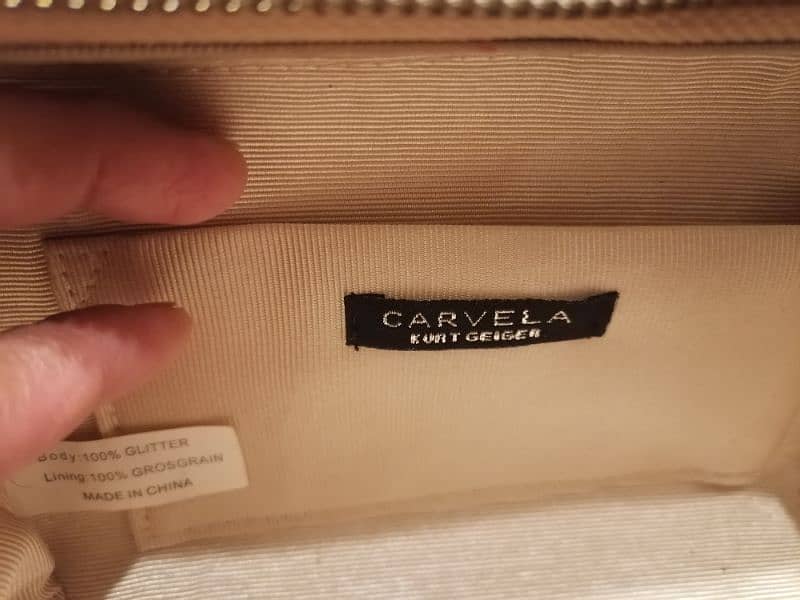 CARVELA
KURT GEIGER
Body:100% GLITTER
Lining:100% GROSGRAIN
MADE IN CHINA